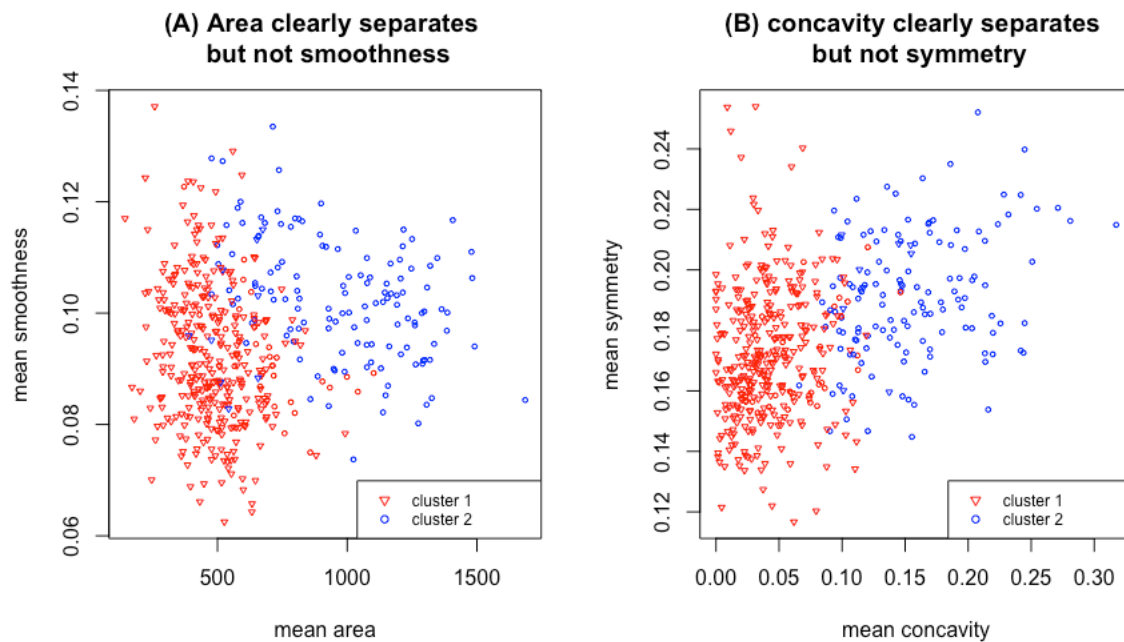 (A) Area clearly separates
but not smoothness
0.14
0.12
0.10
0.08
0.06
mean smoothness
cluster 1
cluster 2
500
1000
1500
mean area
(B) concavity clearly separates
but not symmetry
0.24
0.22
0.20
0.18
0.16
0.14
0.12
mean symmetry
cluster 1
cluster 2
0.00
0.05
0.10
0.15
0.20
0.25
0.30
mean concavity